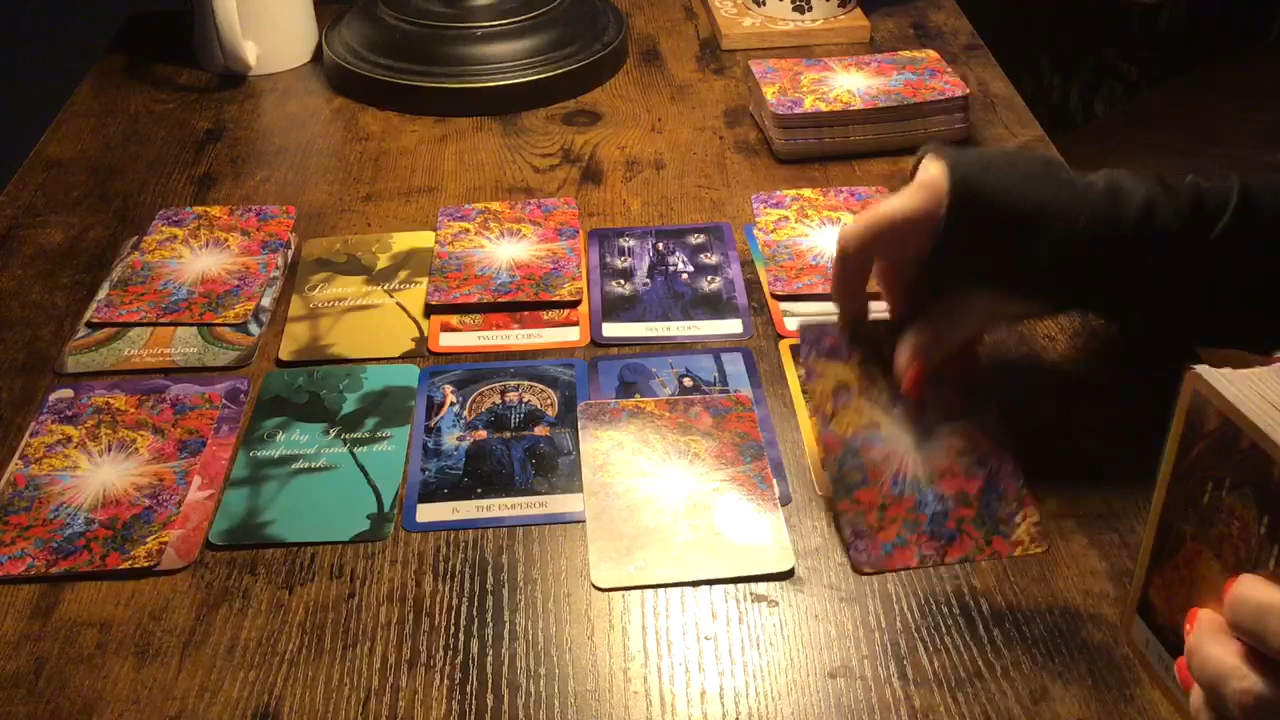 Love without
conditions...
TWO OF COINS
SIX OF CUPS
Inspiration
Why I was so
confused and in the
dark...
IV - THE EMPEROR